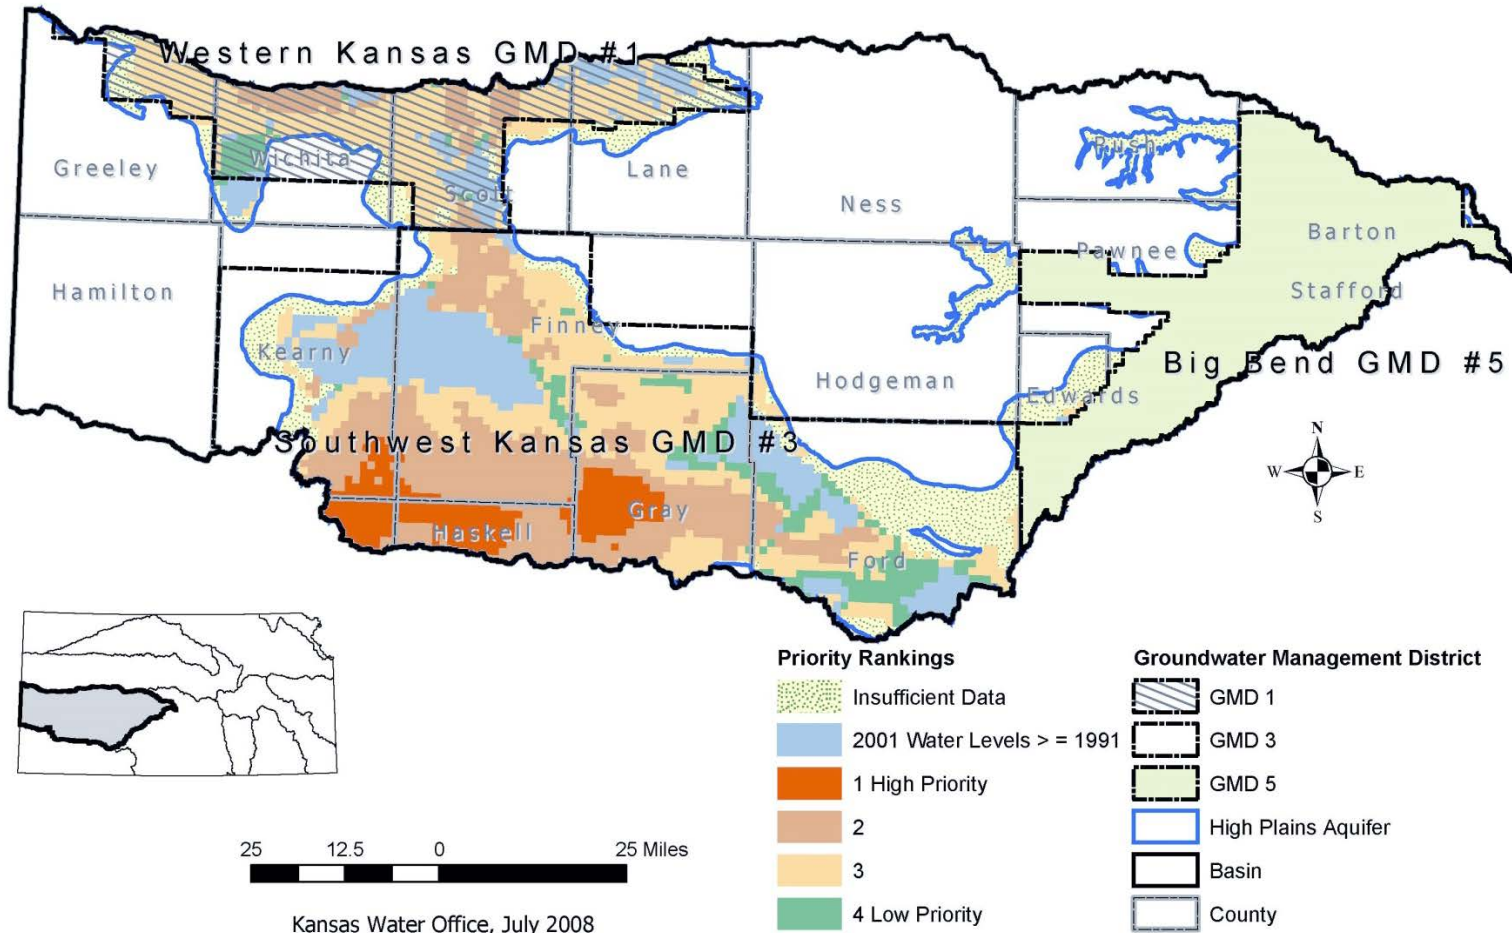 Western Kansas GMD #1
Greeley
Wichita
Scott
Lane
Ness
Rush
Pawnee
Barton
Stafford
Hamilton
Kearny
Finney
Hodgeman
Edwards
Big Bend GMD #5
Southwest Kansas GMD #3
Gray
Haskell
Ford
N
W E
S
Priority Rankings
Insufficient Data
2001 Water Levels > = 1991
1 High Priority
2
3
4 Low Priority
Groundwater Management District
GMD 1
GMD 3
GMD 5
High Plains Aquifer
Basin
County
25 12.5 0 25 Miles
Kansas Water Office, July 2008